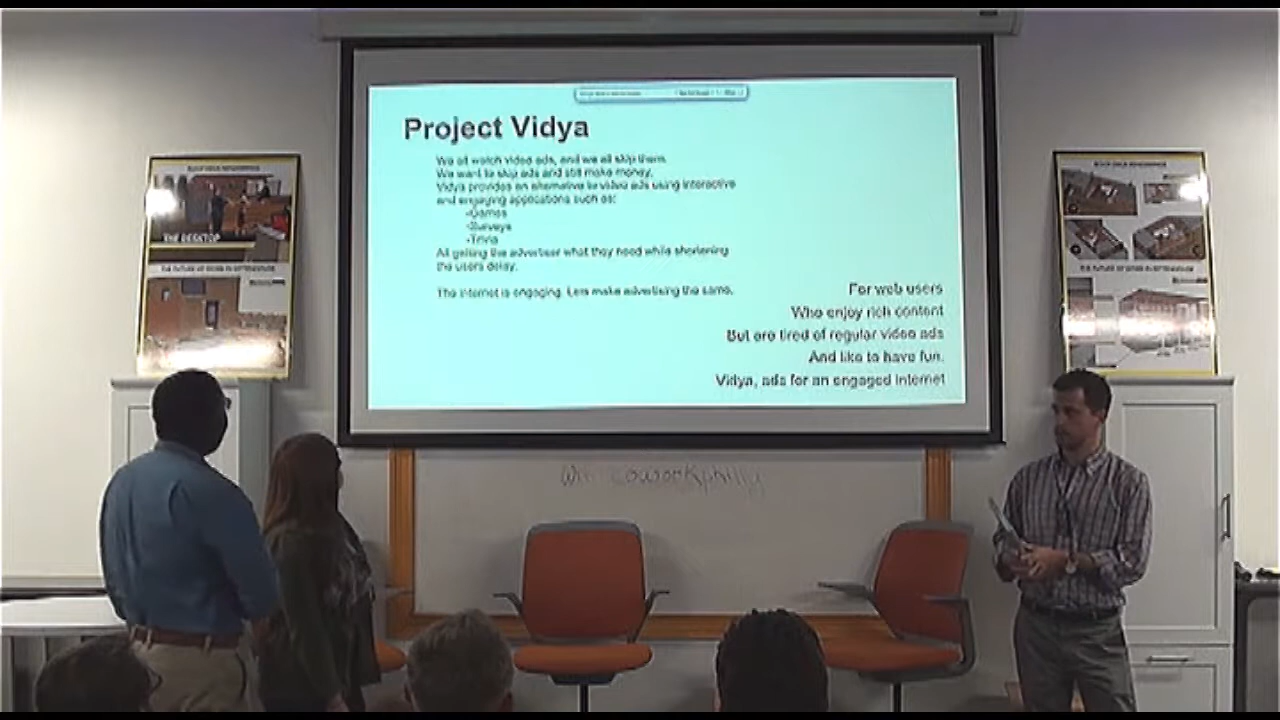 Project Vidya
We all watch video ads, and we all skip them.
We want to skip ads and still make money.
Vidya provides an alternative to video ads using interactive
and engaging applications such as:
-Games
-Surveys
-Trivia
All getting the advertiser what they need while shortening
the users delay.
The internet is engaging. Lets make advertising the same.
For web users
Who enjoy rich content
But are tired of regular video ads
And like to have fun.
Vidya, ads for an engaged internet
THE DESKTOP
coworkphilly